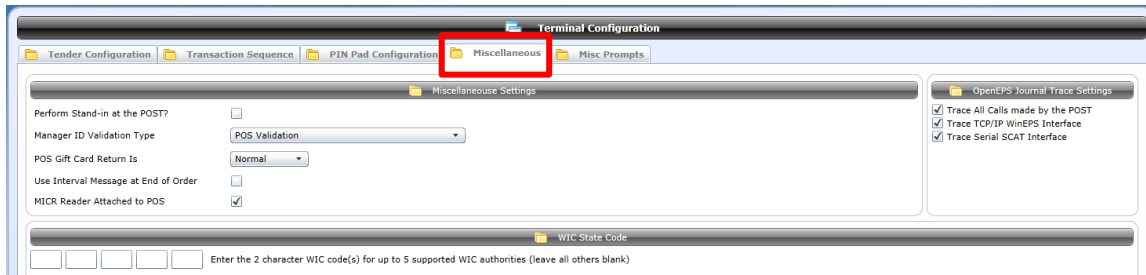 Terminal Configuration
Tender Configuration Transaction Sequence PIN Pad Configuration Miscellaneous Misc Prompts
Miscellaneouse Settings
Perform Stand-in at the POST?
Manager ID Validation Type POS Validation
POS Gift Card Return Is Normal
Use Interval Message at End of Order
MICR Reader Attached to POS
OpenEPS Journal Trace Settings
Trace All Calls made by the POST
Trace TCP/IP WinEPS Interface
Trace Serial SCAT Interface
WIC State Code
Enter the 2 character WIC code(s) for up to 5 supported WIC authorities (leave all others blank)